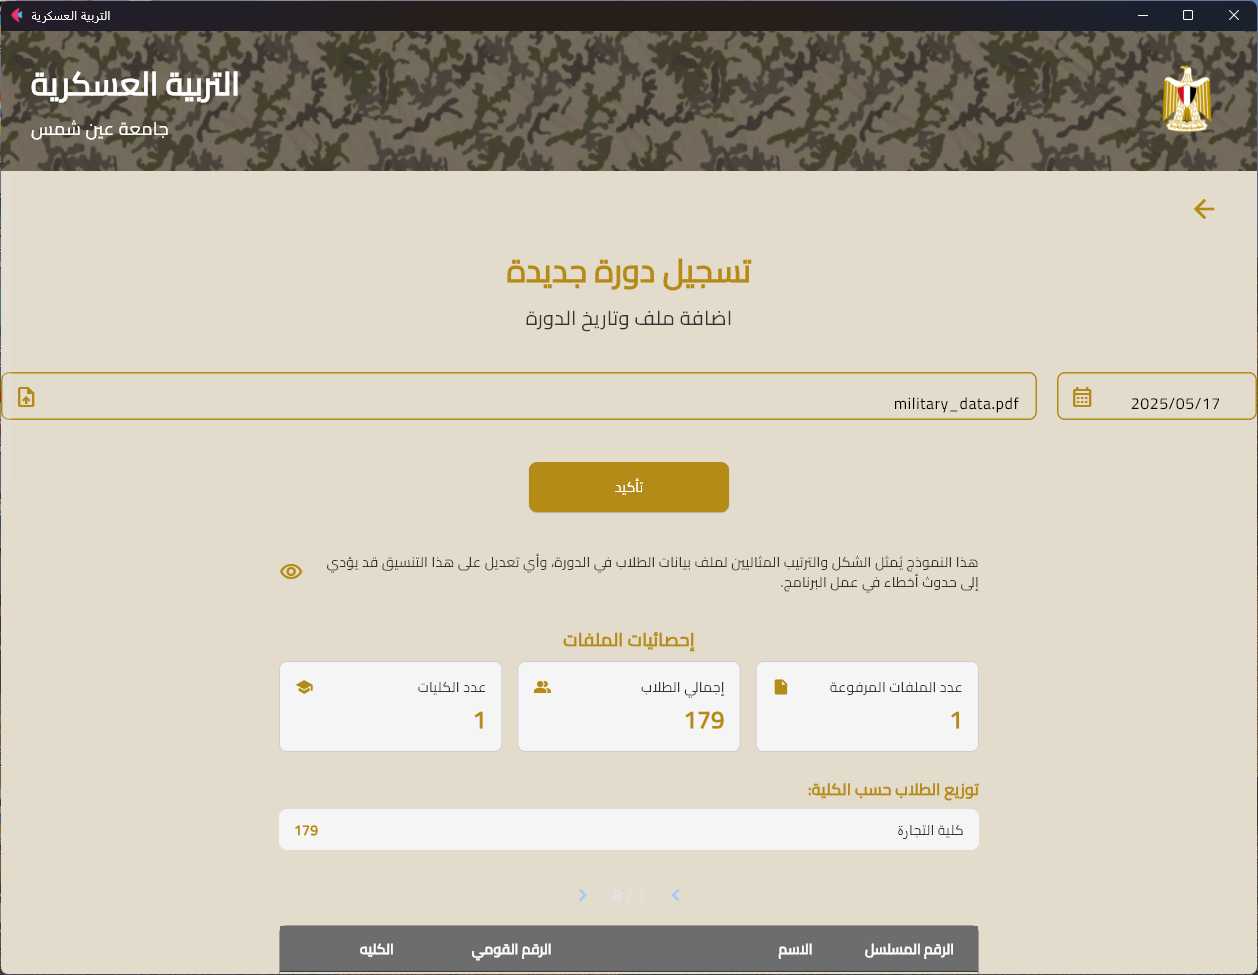 التربية العسكرية
التربية العسكرية
جامعة عين شمس
تسجيل دورة جديدة
اضافة ملف وتاريخ الدورة
2025/05/17
military_data.pdf
تأكيد
هذا النموذج يُمثل الشكل والترتيب المثاليين لملف بيانات الطلاب في الدورة، وأي تعديل على هذا التنسيق قد يؤدي
إلى حدوث أخطاء في عمل البرنامج.
إحصائيات الملفات
عدد الملفات المرفوعة
1
إجمالي الطلاب
179
عدد الكليات
1
توزيع الطلاب حسب الكلية:
كلية التجارة 179
8 / 1
الرقم المسلسل الاسم الرقم القومي الكليه